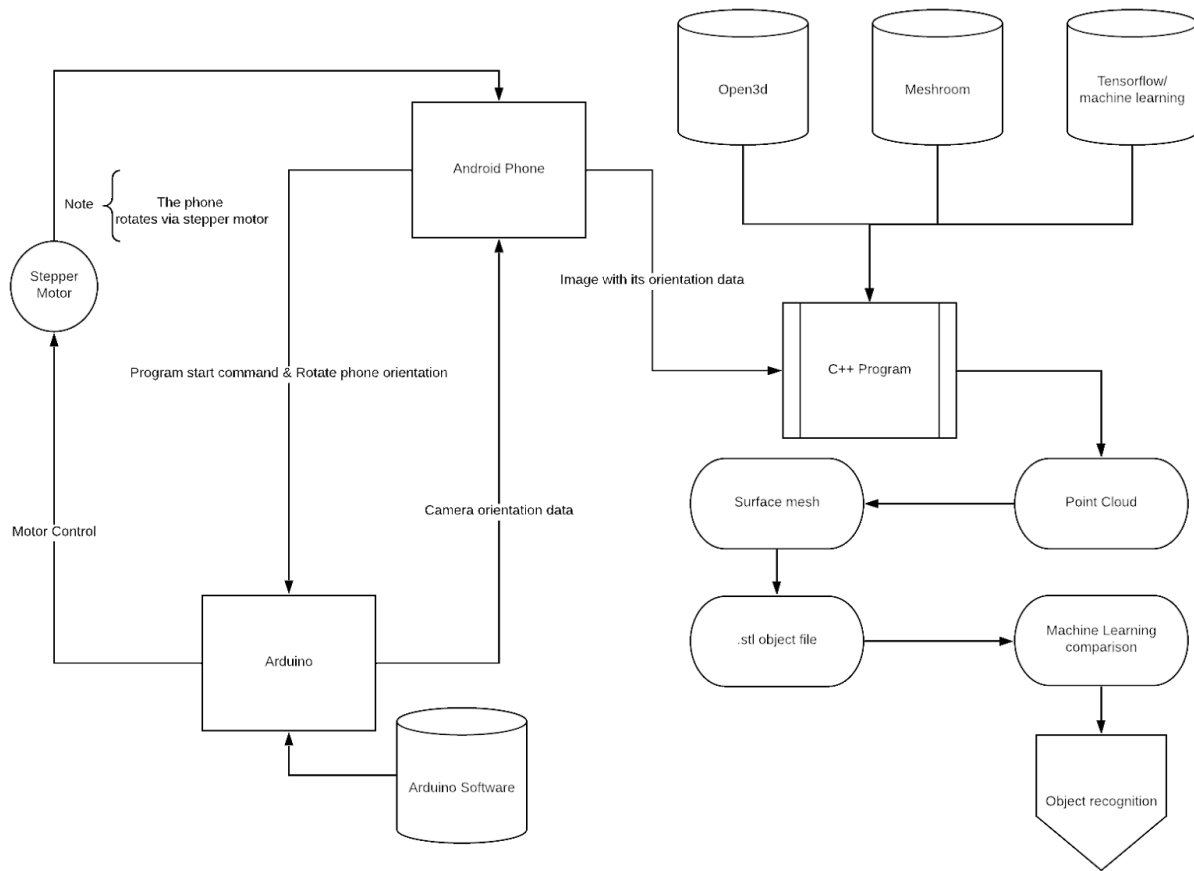 Open3d
Meshroom
Tensorflow/
machine learning
Android Phone
Note
The phone
rotates via stepper motor
Stepper
Motor
Image with its orientation data
Program start command & Rotate phone orientation
C++ Program
Motor Control
Camera orientation data
Surface mesh
Point Cloud
Arduino
.stl object file
Machine Learning
comparison
Arduino Software
Object recognition